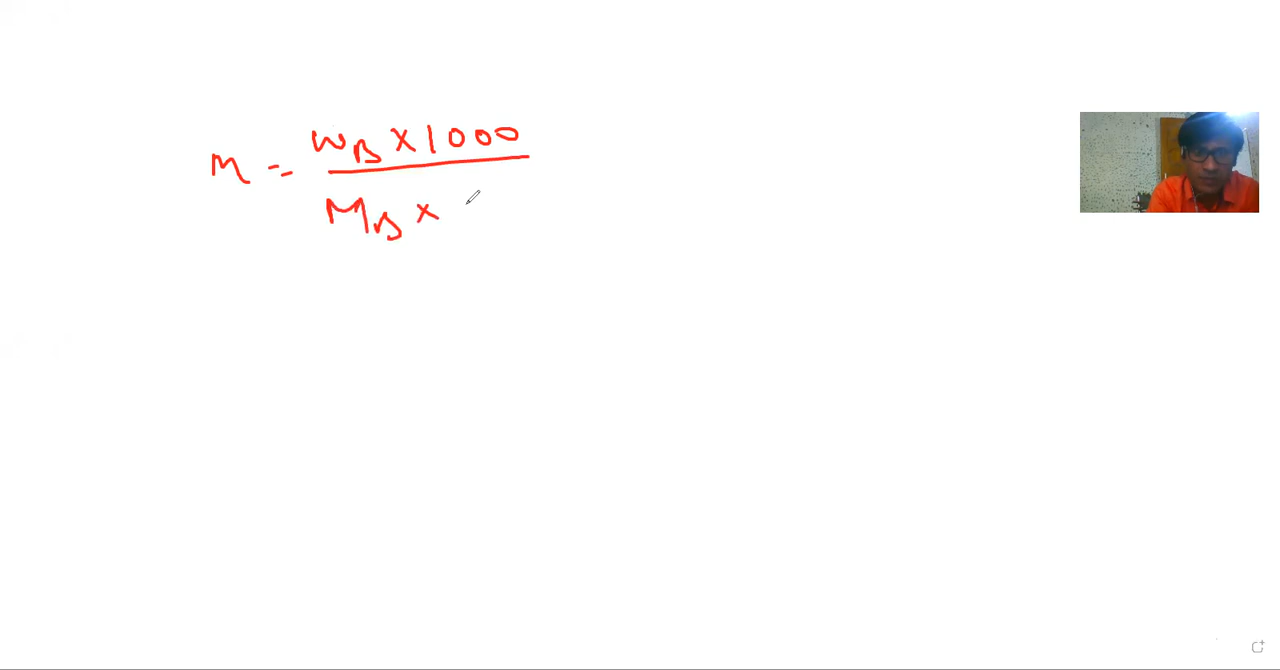 M = W_B × 1000
M_B ×